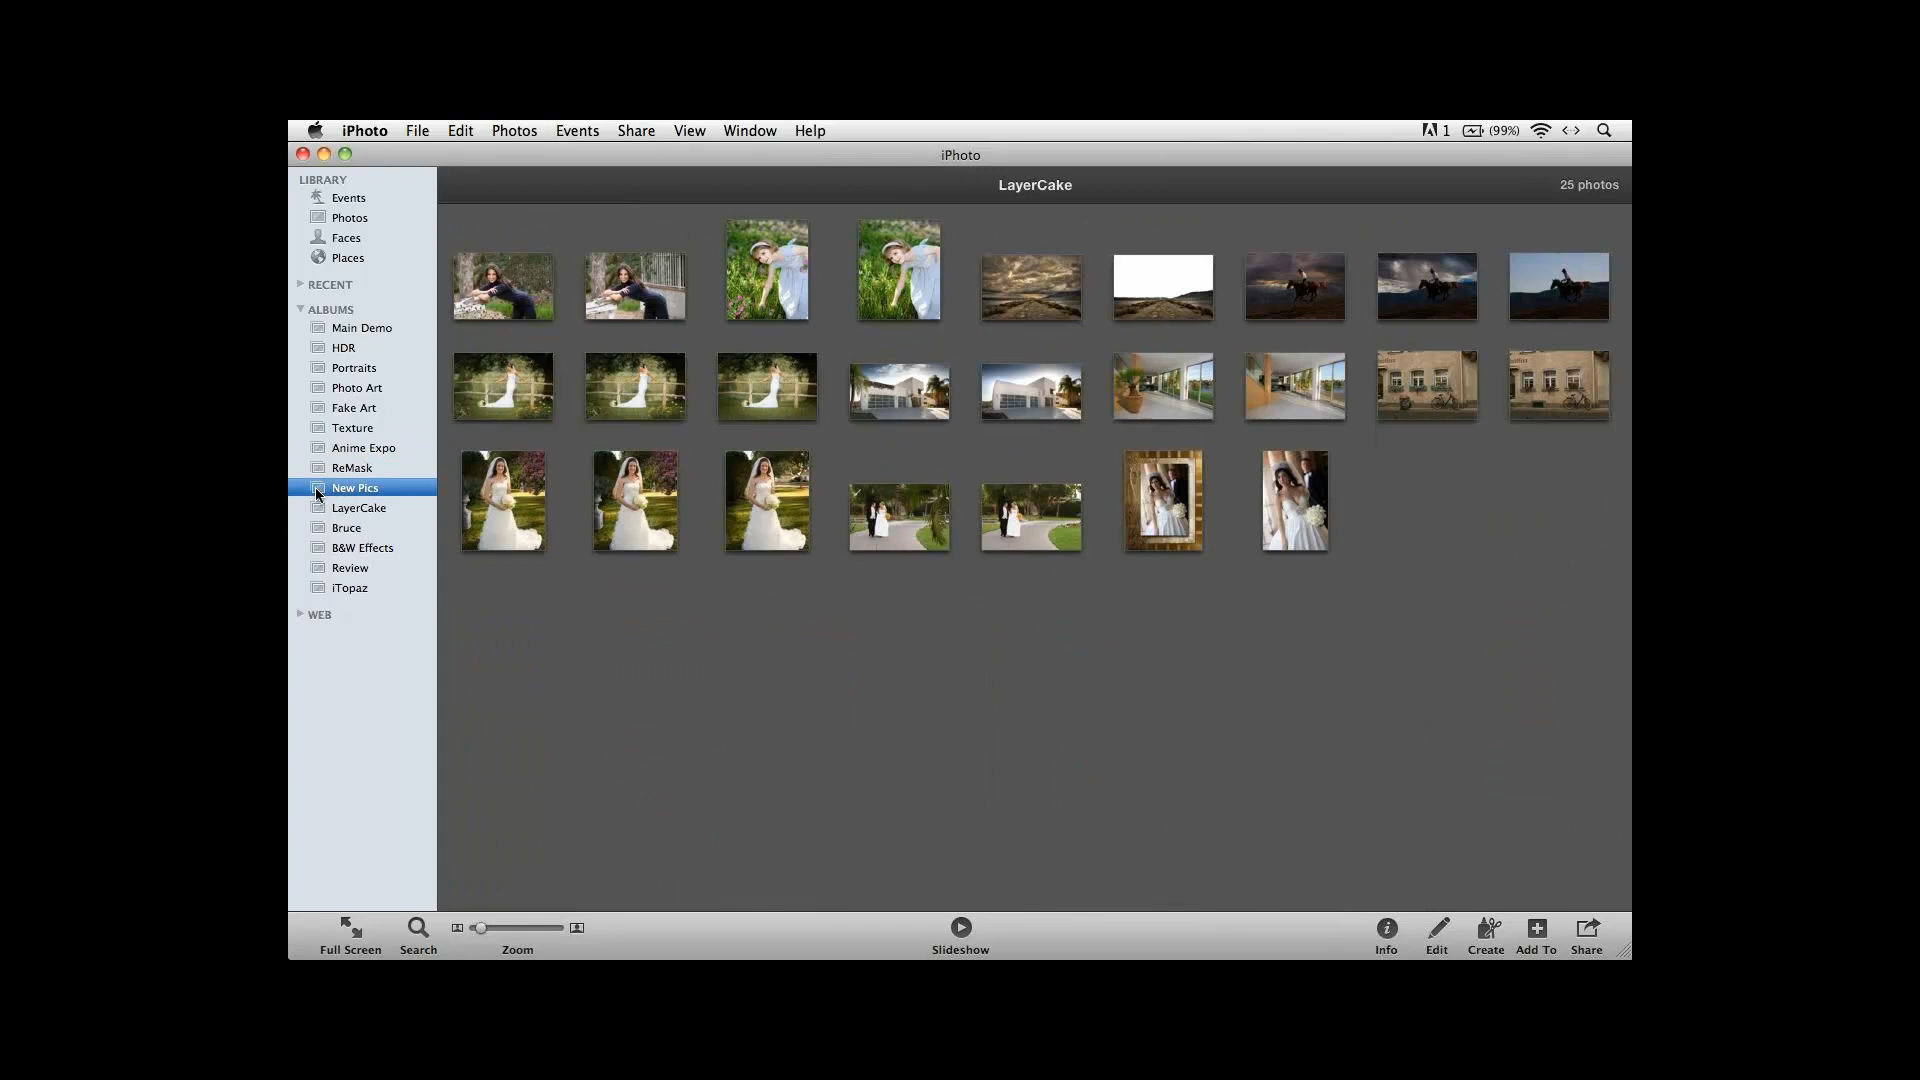 iPhoto File Edit Photos Events Share View Window Help 1 (99%)
iPhoto
LIBRARY
Events
Photos
Faces
Places
RECENT
ALBUMS
Main Demo
HDR
Portraits
Photo Art
Fake Art
Texture
Anime Expo
ReMask
New Pics
LayerCake
Bruce
B&W Effects
Review
iTopaz
WEB
LayerCake 25 photos
Full Screen Search Zoom Slideshow Info Edit Create Add To Share